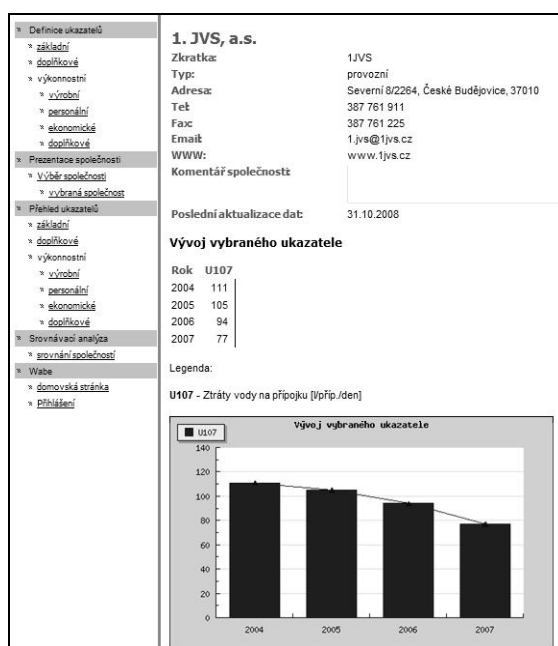 Definice ukazatelů
základní
doplňkové
výkonnostní
výrobní
personální
ekonomické
doplňkové
Prezentace společnosti
Výběr společnosti
vybraná společnost
Přehled ukazatelů
základní
doplňkové
výkonnostní
výrobní
personální
ekonomické
doplňkové
Srovnávací analýza
srovnání společností
Wabe
domovská stránka
Přihlášení
1. JVS, a.s.
Zkratka: 1JVS
Typ: provozní
Adresa: Severní 8/2264, České Budějovice, 37010
Tel: 387 761 911
Fax: 387 761 225
Email: 1.jvs@1jvs.cz
WWW: www.1jvs.cz
Komentář společnosti:
Poslední aktualizace dat: 31.10.2008
Vývoj vybraného ukazatele
Rok U107
2004 111
2005 105
2006 94
2007 77
Legenda:
U107 - Ztráty vody na přípojku [l/příp./den]
Vývoj vybraného ukazatele
U107
140
120
100
80
60
40
20
0
2004 2005 2006 2007